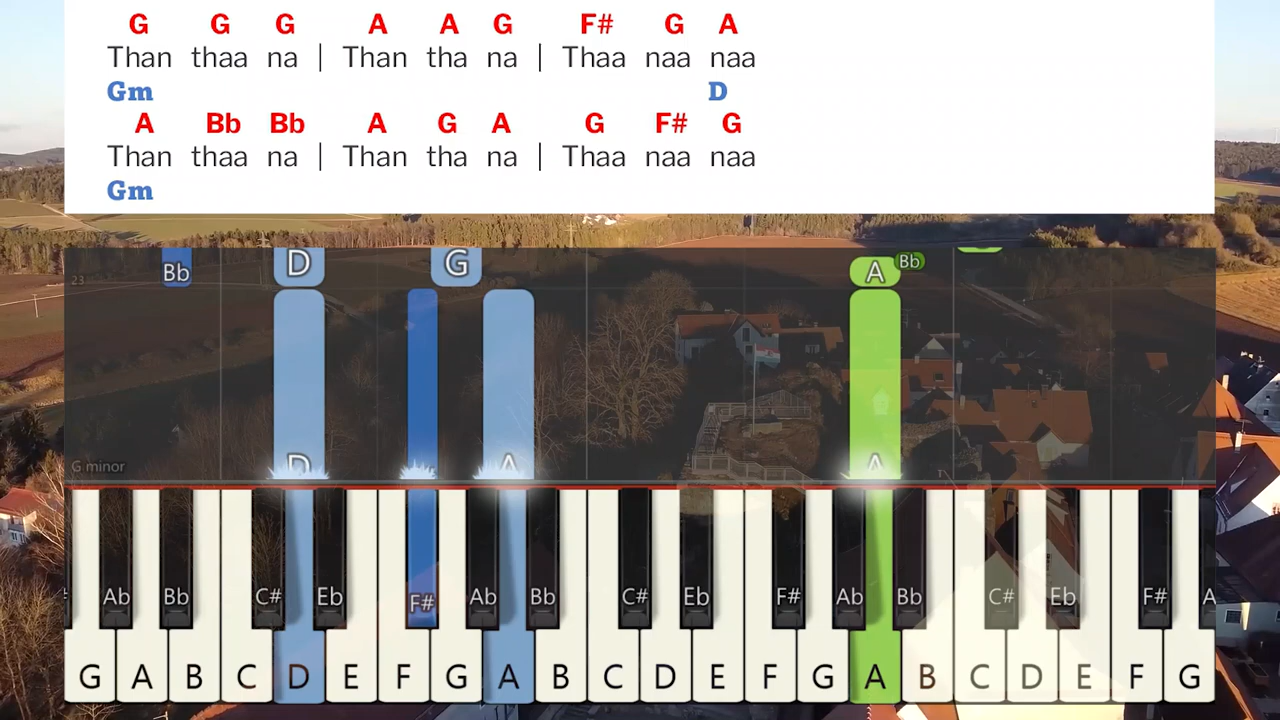 G G G A A G F# G A
Than thaa na | Than tha na | Thaa naa naa
Gm D
A Bb Bb A G A G F# G
Than thaa na | Than tha na | Thaa naa naa
Gm
23 Bb D G A Bb
G minor D A A
Ab Bb C# Eb F# Ab Bb C# Eb F# Ab Bb C# Eb F# A
G A B C D E F G A B C D E F G A B C D E F G